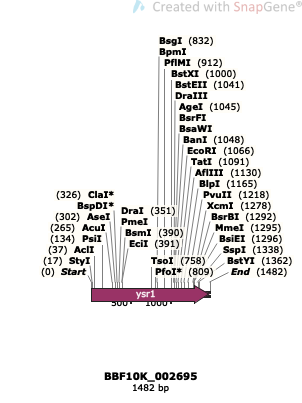 Created with SnapGene®
BsgI (832)
BpmI
PflMI (912)
BstXI (1000)
BstEII (1041)
DraIII
AgeI (1045)
BsrFI
BsaWI
BanI (1048)
EcoRI (1066)
TatI (1091)
AflIII (1130)
BlpI (1165)
(326) ClaI* PvuII (1218)
BspDI* XcmI (1278)
(302) AseI DraI (351) BsrBI (1292)
(265) AcuI PmeI MmeI (1295)
(134) PsiI BsmI (390) BsiEI (1296)
(37) AclI EciI (391) SspI (1338)
(17) StyI TsoI (758) BstYI (1362)
(0) Start PfoI* (809) End (1482)
ysr1
500 1000
BBF10K_002695
1482 bp